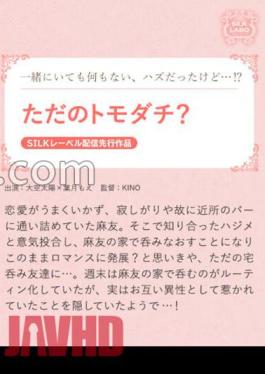 SILK LABO
一緒にいても何もない、ハズだったけど…!?
ただのトモダチ?
SILKレーベル配信先行作品
出演：大空太陽×葉月もえ 監督：KINO
恋愛がうまくいかず、寂しがりや故に近所のバー
に通い詰めていた麻友。そこで知り合ったハジメ
と意気投合し、麻友の家で呑みなおすことになり
このままロマンスに発展？と思いきや、ただの宅
呑み友達に…。週末は麻友の家で呑むのがルーティ
ン化していたが、実はお互い異性として惹かれ
ていたことを隠していたようで…！
JAVHD